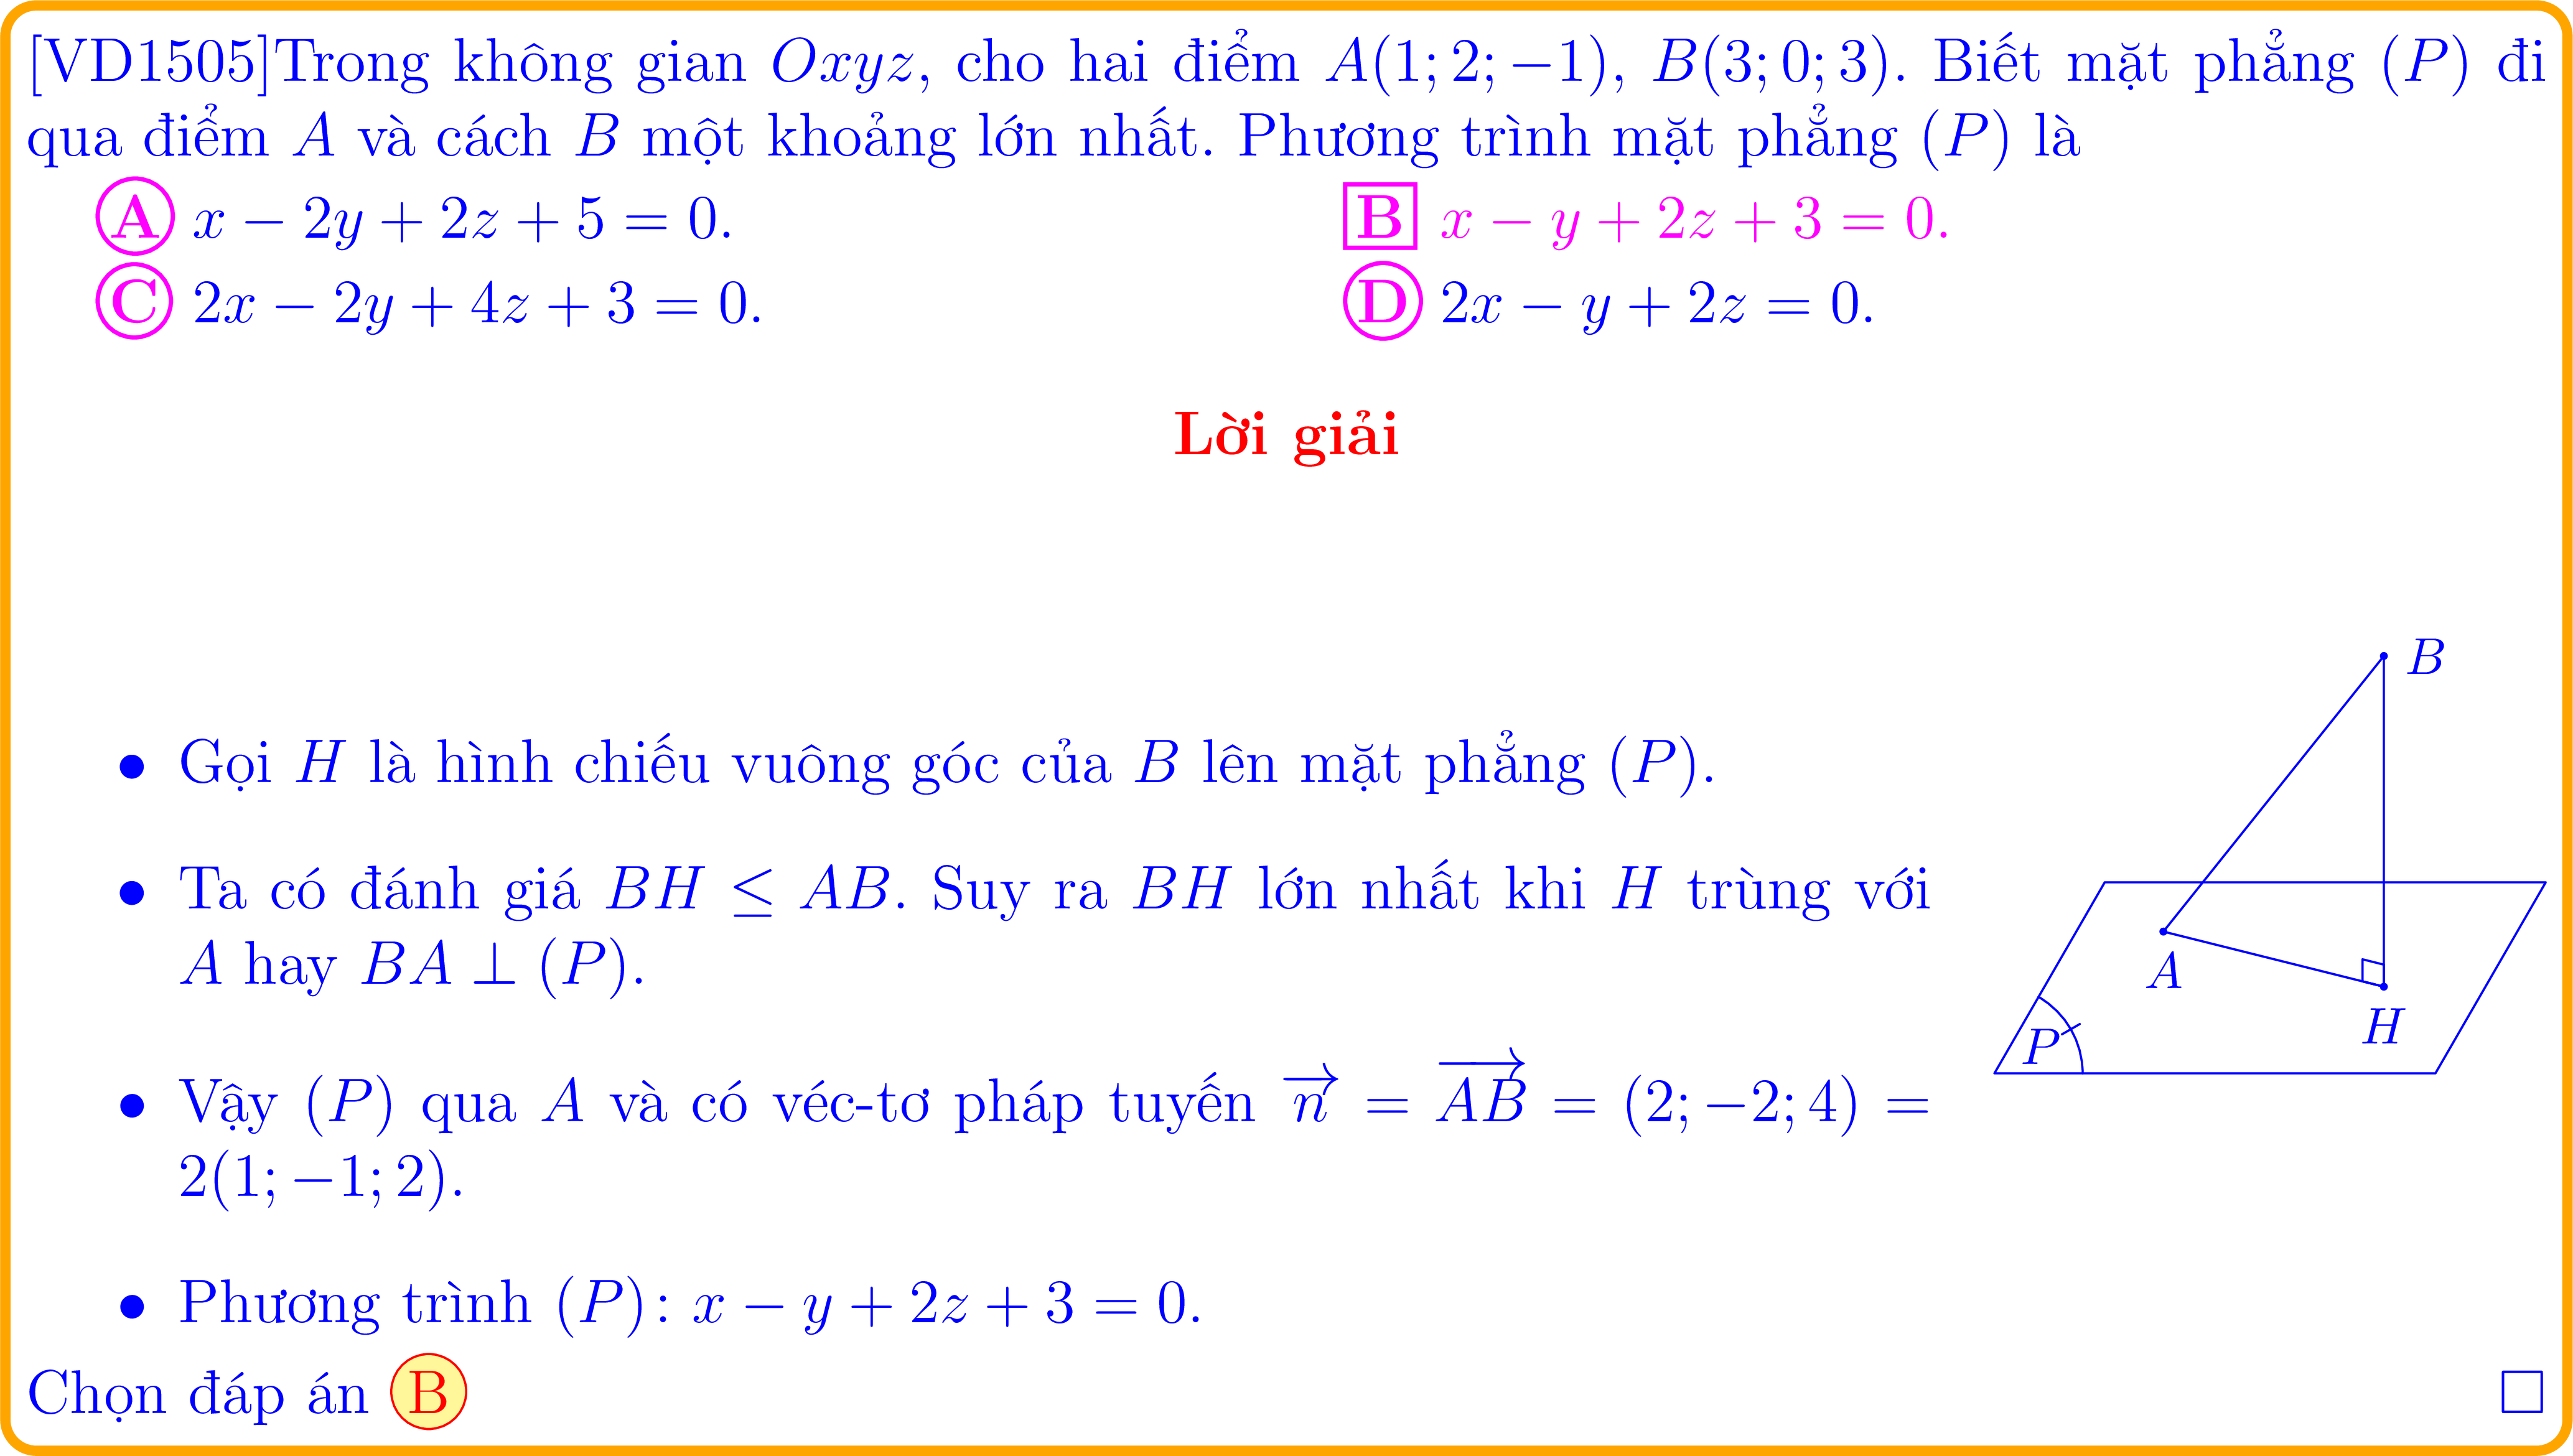 [VD1505]Trong không gian Oxyz, cho hai điểm A(1; 2; −1), B(3; 0; 3). Biết mặt phẳng (P) đi
qua điểm A và cách B một khoảng lớn nhất. Phương trình mặt phẳng (P) là
A x − 2y + 2z + 5 = 0. B x − y + 2z + 3 = 0.
C 2x − 2y + 4z + 3 = 0. D 2x − y + 2z = 0.
Lời giải
B
• Gọi H là hình chiếu vuông góc của B lên mặt phẳng (P).
• Ta có đánh giá BH ≤ AB. Suy ra BH lớn nhất khi H trùng với
A hay BA ⊥ (P).
A
H
P
• Vậy (P) qua A và có véc-tơ pháp tuyến \overrightarrow{n} = \overrightarrow{AB} = (2; −2; 4) =
2(1; −1; 2).
• Phương trình (P): x − y + 2z + 3 = 0.
Chọn đáp án B □